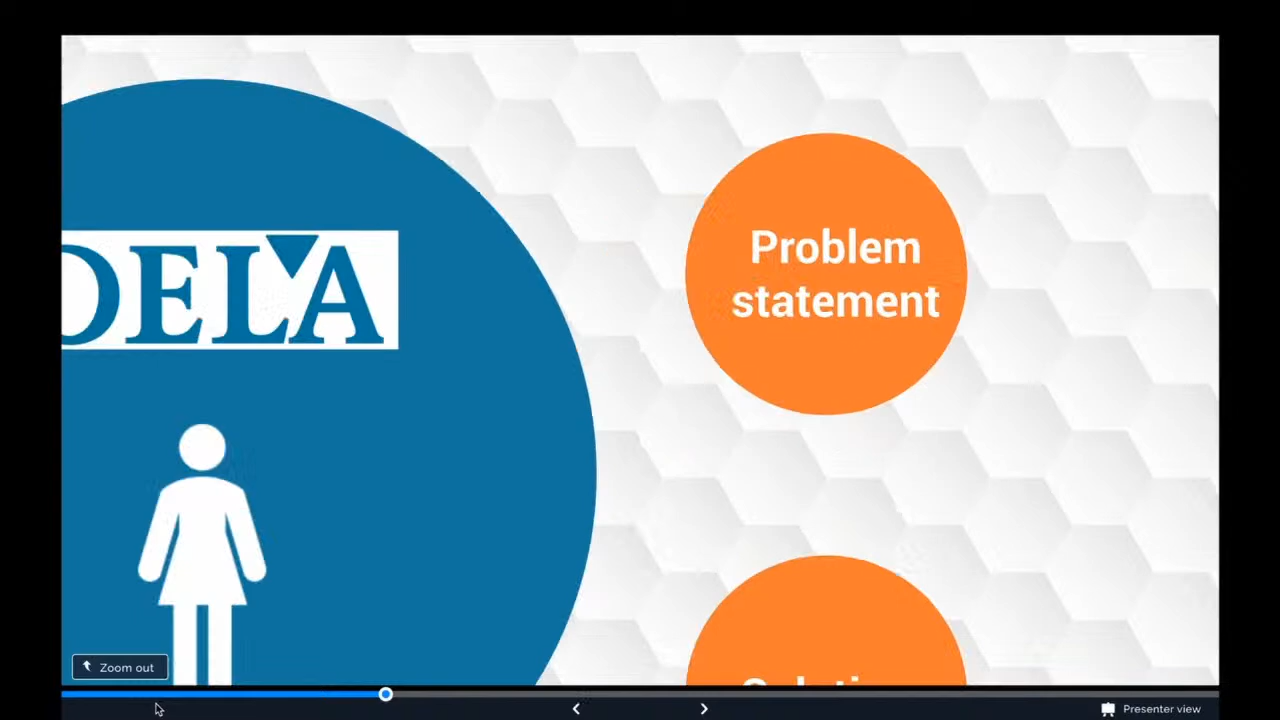 DELA
Problem
statement
Zoom out
Presenter view